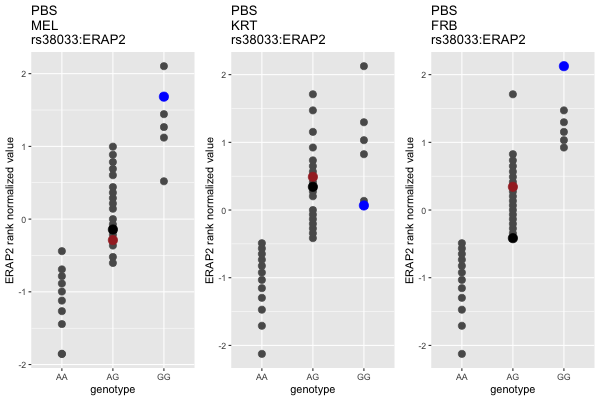 PBS
MEL
rs38033:ERAP2
ERAP2 rank normalized value
2
1
0
-1
-2
AA
AG
GG
genotype
PBS
KRT
rs38033:ERAP2
ERAP2 rank normalized value
2
1
0
-1
-2
AA
AG
GG
genotype
PBS
FRB
rs38033:ERAP2
ERAP2 rank normalized value
2
1
0
-1
-2
AA
AG
GG
genotype